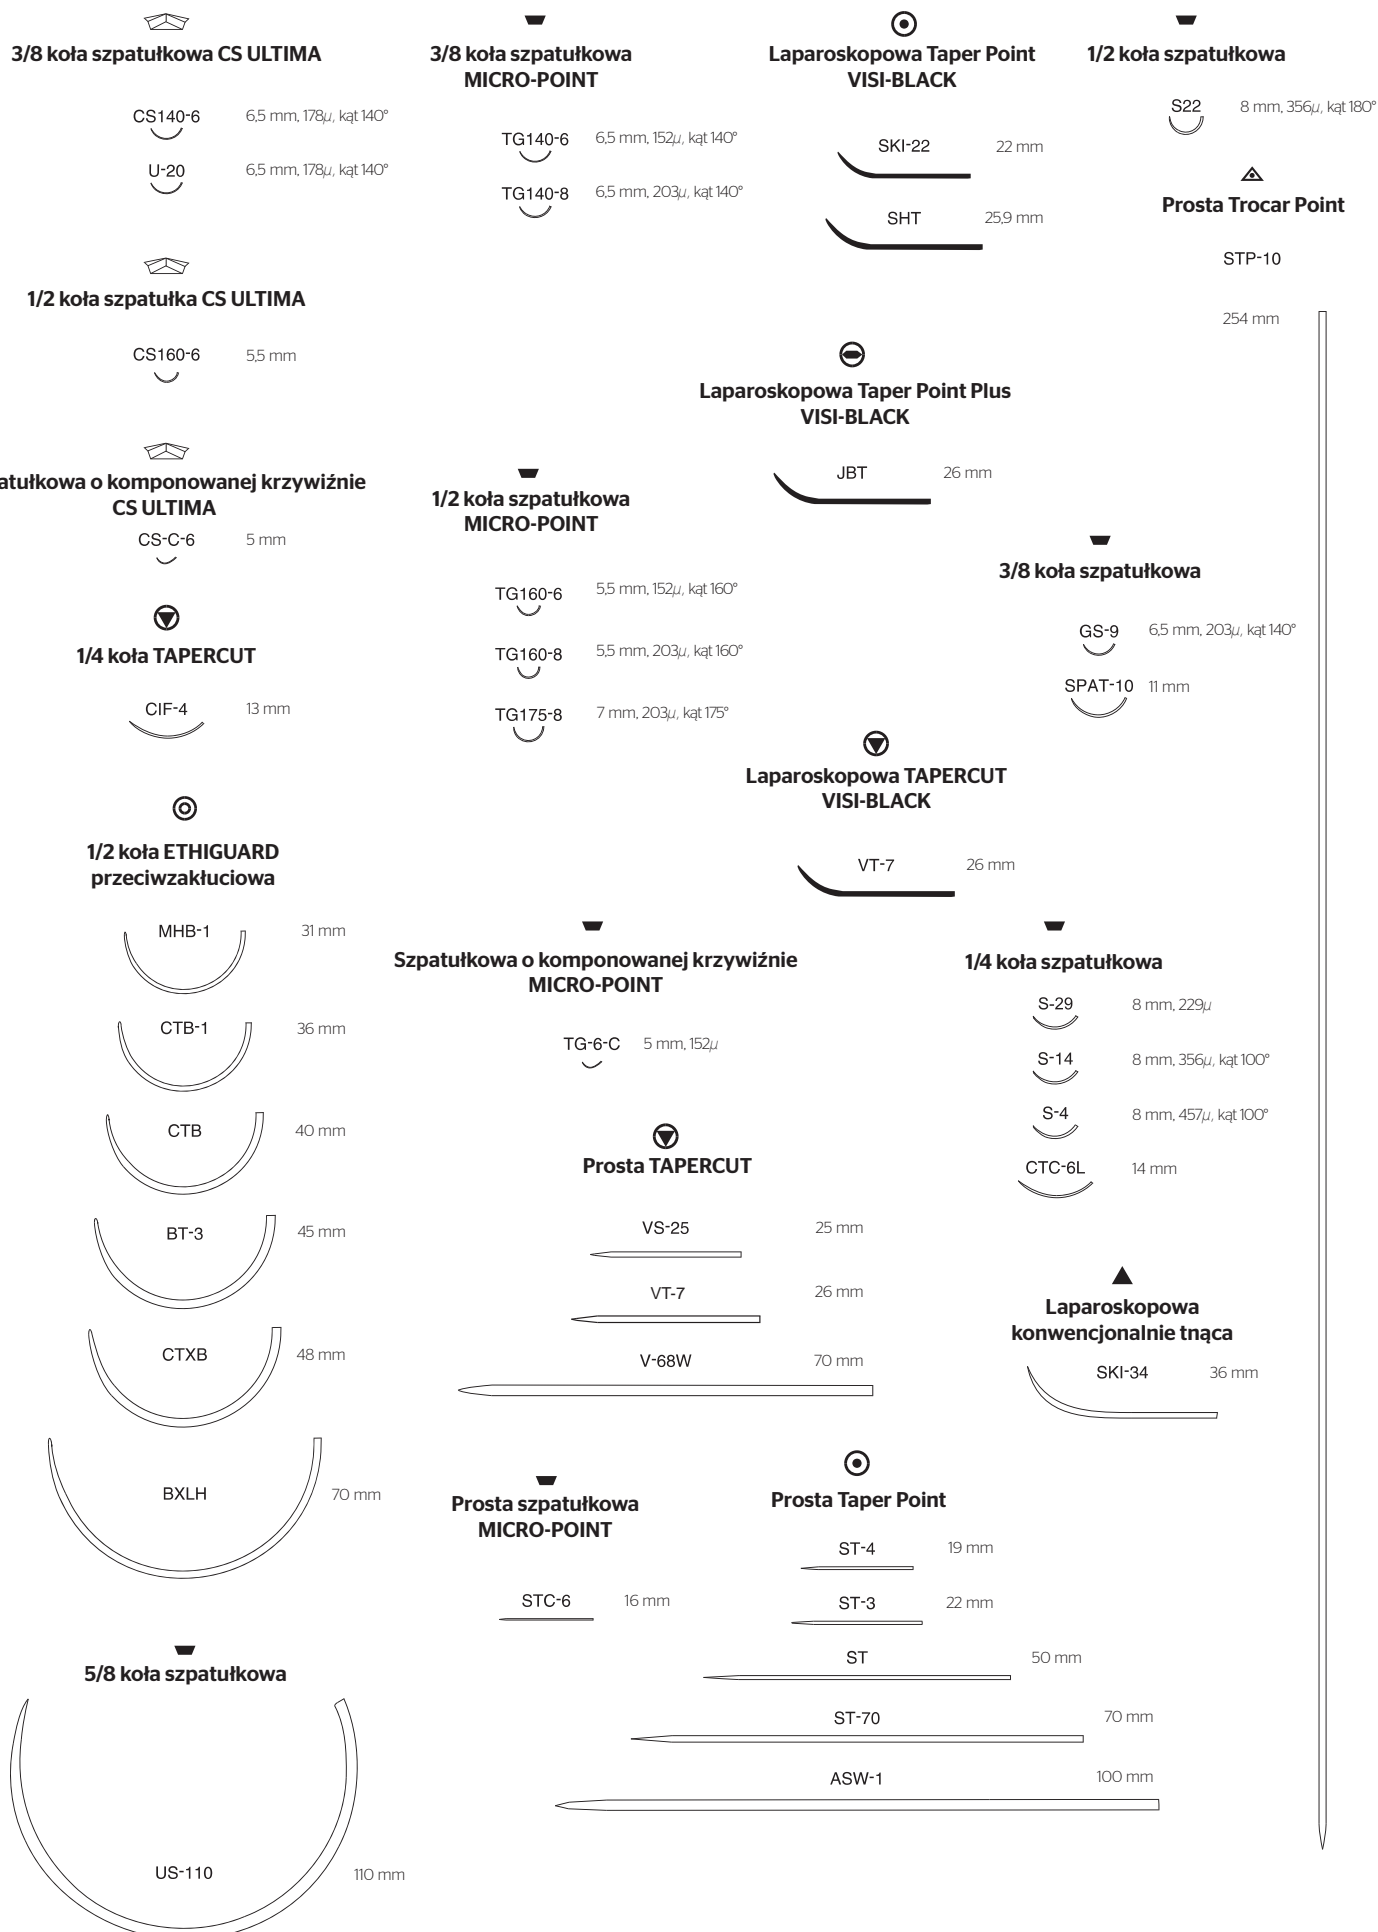 3/8 koła szpatułkowa CS ULTIMA
CS140-6 6,5 mm, 178µ, kąt 140°
U-20 6,5 mm, 178µ, kąt 140°
1/2 koła szpatułka CS ULTIMA
CS160-6 5,5 mm
atułkowa o komponowanej krzywiźnie
CS ULTIMA
CS-C-6 5 mm
1/4 koła TAPERCUT
CIF-4 13 mm
1/2 koła ETHIGUARD
przeciwzakłuciowa
MHB-1 31 mm
CTB-1 36 mm
CTB 40 mm
BT-3 45 mm
CTXB 48 mm
BXLH 70 mm
5/8 koła szpatułkowa
US-110 110 mm
3/8 koła szpatułkowa
MICRO-POINT
TG140-6 6,5 mm, 152µ, kąt 140°
TG140-8 6,5 mm, 203µ, kąt 140°
1/2 koła szpatułkowa
MICRO-POINT
TG160-6 5,5 mm, 152µ, kąt 160°
TG160-8 5,5 mm, 203µ, kąt 160°
TG175-8 7 mm, 203µ, kąt 175°
Szpatułkowa o komponowanej krzywiźnie
MICRO-POINT
TG-6-C 5 mm, 152µ
Prosta TAPERCUT
VS-25 25 mm
VT-7 26 mm
V-68W 70 mm
Prosta szpatułkowa
MICRO-POINT
STC-6 16 mm
Laparoskopowa Taper Point
VISI-BLACK
SKI-22 22 mm
SHT 25,9 mm
Laparoskopowa Taper Point Plus
VISI-BLACK
JBT 26 mm
Laparoskopowa TAPERCUT
VISI-BLACK
VT-7 26 mm
Prosta Taper Point
ST-4 19 mm
ST-3 22 mm
ST 50 mm
ST-70 70 mm
ASW-1 100 mm
1/2 koła szpatułkowa
S22 8 mm, 356µ, kąt 180°
Prosta Trocar Point
STP-10
254 mm
3/8 koła szpatułkowa
GS-9 6,5 mm, 203µ, kąt 140°
SPAT-10 11 mm
1/4 koła szpatułkowa
S-29 8 mm, 229µ
S-14 8 mm, 356µ, kąt 100°
S-4 8 mm, 457µ, kąt 100°
CTC-6L 14 mm
Laparoskopowa
konwencjonalnie tnąca
SKI-34 36 mm